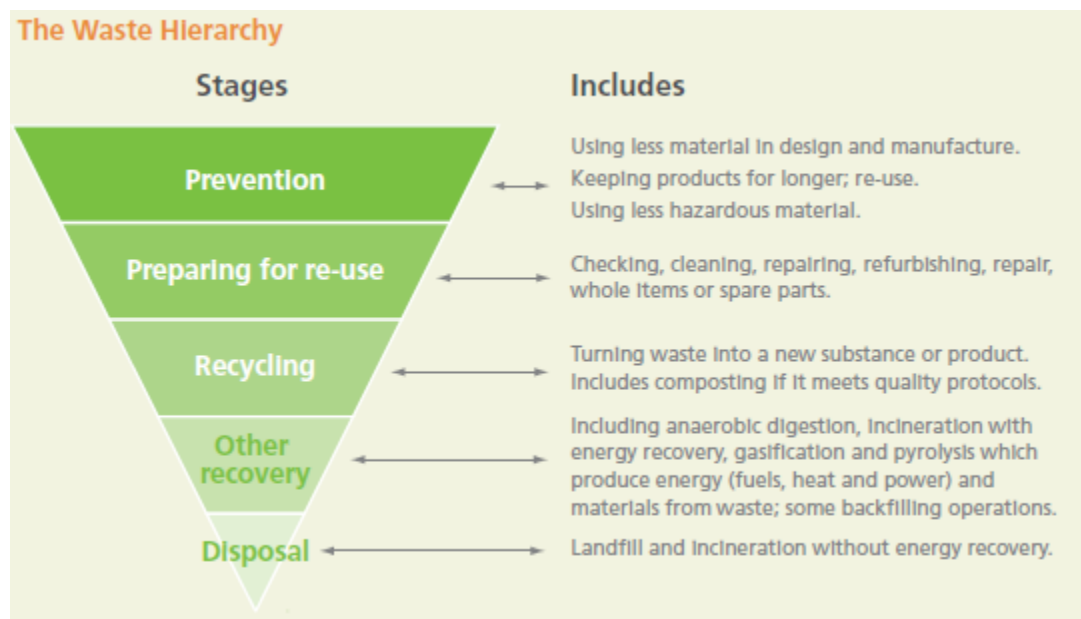 The Waste Hierarchy
Stages
Includes
Prevention
Using less material in design and manufacture.
Keeping products for longer; re-use.
Using less hazardous material.
Preparing for re-use
Checking, cleaning, repairing, refurbishing, repair,
whole items or spare parts.
Recycling
Turning waste into a new substance or product.
Includes composting if it meets quality protocols.
Other
recovery
Including anaerobic digestion, incineration with
energy recovery, gasification and pyrolysis which
produce energy (fuels, heat and power) and
materials from waste; some backfilling operations.
Disposal
Landfill and incineration without energy recovery.